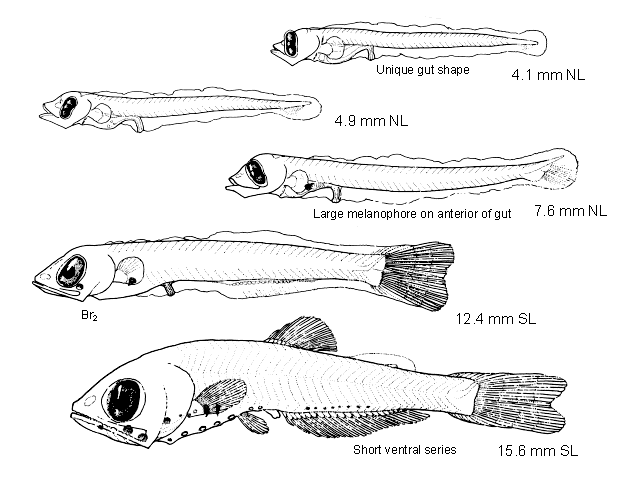 Unique gut shape
4.1 mm NL
4.9 mm NL
Large melanophore on anterior of gut
7.6 mm NL
Br₂
12.4 mm SL
Short ventral series
15.6 mm SL